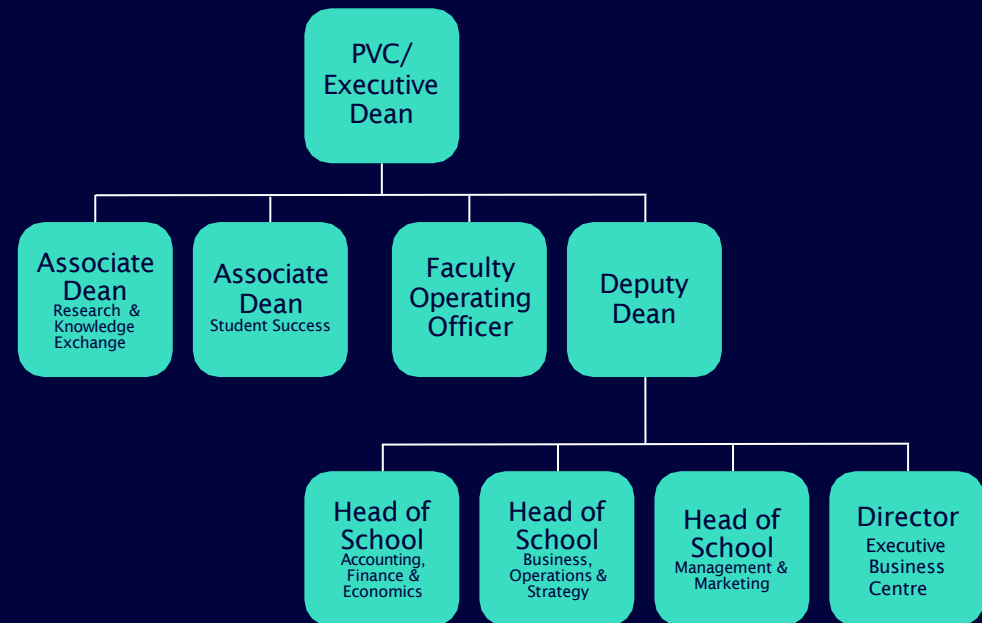 PVC/
Executive
Dean
Associate
Dean
Research &
Knowledge
Exchange
Associate
Dean
Student Success
Faculty
Operating
Officer
Deputy
Dean
Head of
School
Accounting,
Finance &
Economics
Head of
School
Business,
Operations &
Strategy
Head of
School
Management &
Marketing
Director
Executive
Business
Centre